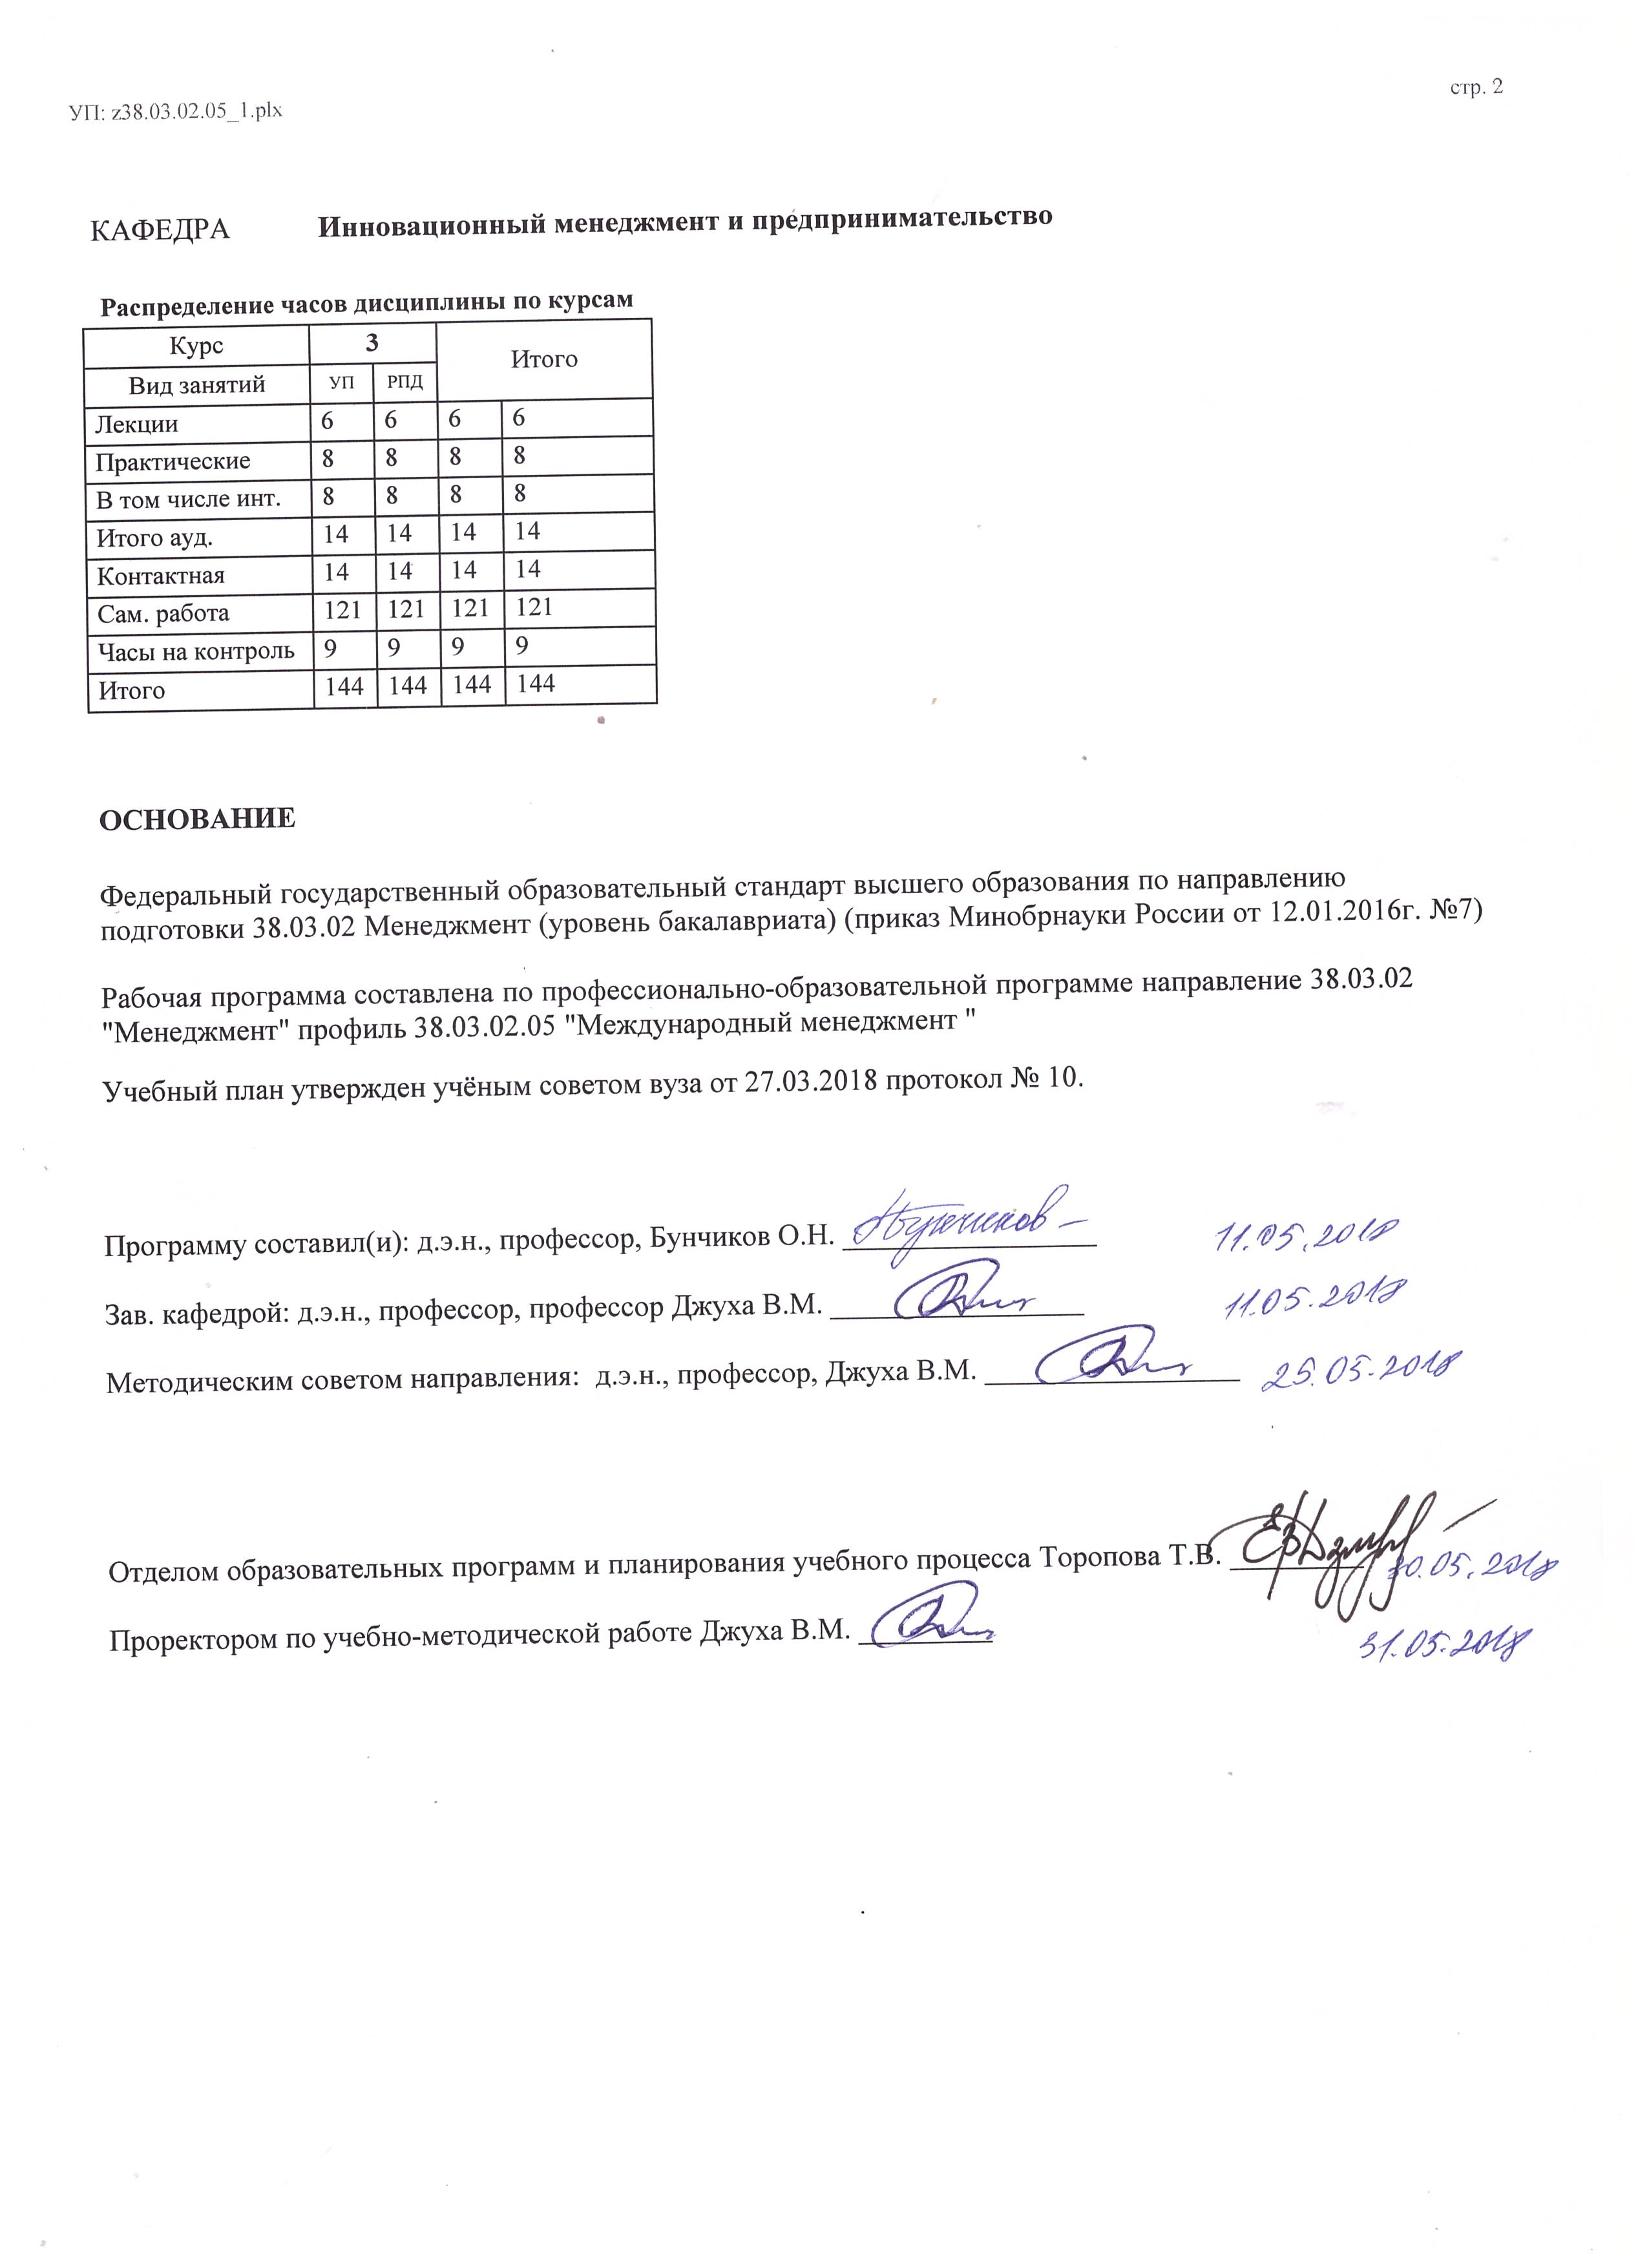 стр. 2
УП: z38.03.02.05_1.plx
КАФЕДРА Инновационный менеджмент и предпринимательство
Распределение часов дисциплины по курсам
Курс 3 Итого
Вид занятий УП РПД
Лекции 6 6 6 6
Практические 8 8 8 8
В том числе инт. 8 8 8 8
Итого ауд. 14 14 14 14
Контактная 14 14 14 14
Сам. работа 121 121 121 121
Часы на контроль 9 9 9 9
Итого 144 144 144 144
ОСНОВАНИЕ
Федеральный государственный образовательный стандарт высшего образования по направлению
подготовки 38.03.02 Менеджмент (уровень бакалавриата) (приказ Минобрнауки России от 12.01.2016г. №7)
Рабочая программа составлена по профессионально-образовательной программе направление 38.03.02
"Менеджмент" профиль 38.03.02.05 "Международный менеджмент "
Учебный план утвержден учёным советом вуза от 27.03.2018 протокол № 10.
Программу составил(и): д.э.н., профессор, Бунчиков О.Н. 11.05.2018
Зав. кафедрой: д.э.н., профессор, профессор Джуха В.М. 11.05.2018
Методическим советом направления: д.э.н., профессор, Джуха В.М. 25.05.2018
Отделом образовательных программ и планирования учебного процесса Торопова Т.В. 30.05.2018
Проректором по учебно-методической работе Джуха В.М. 31.05.2018